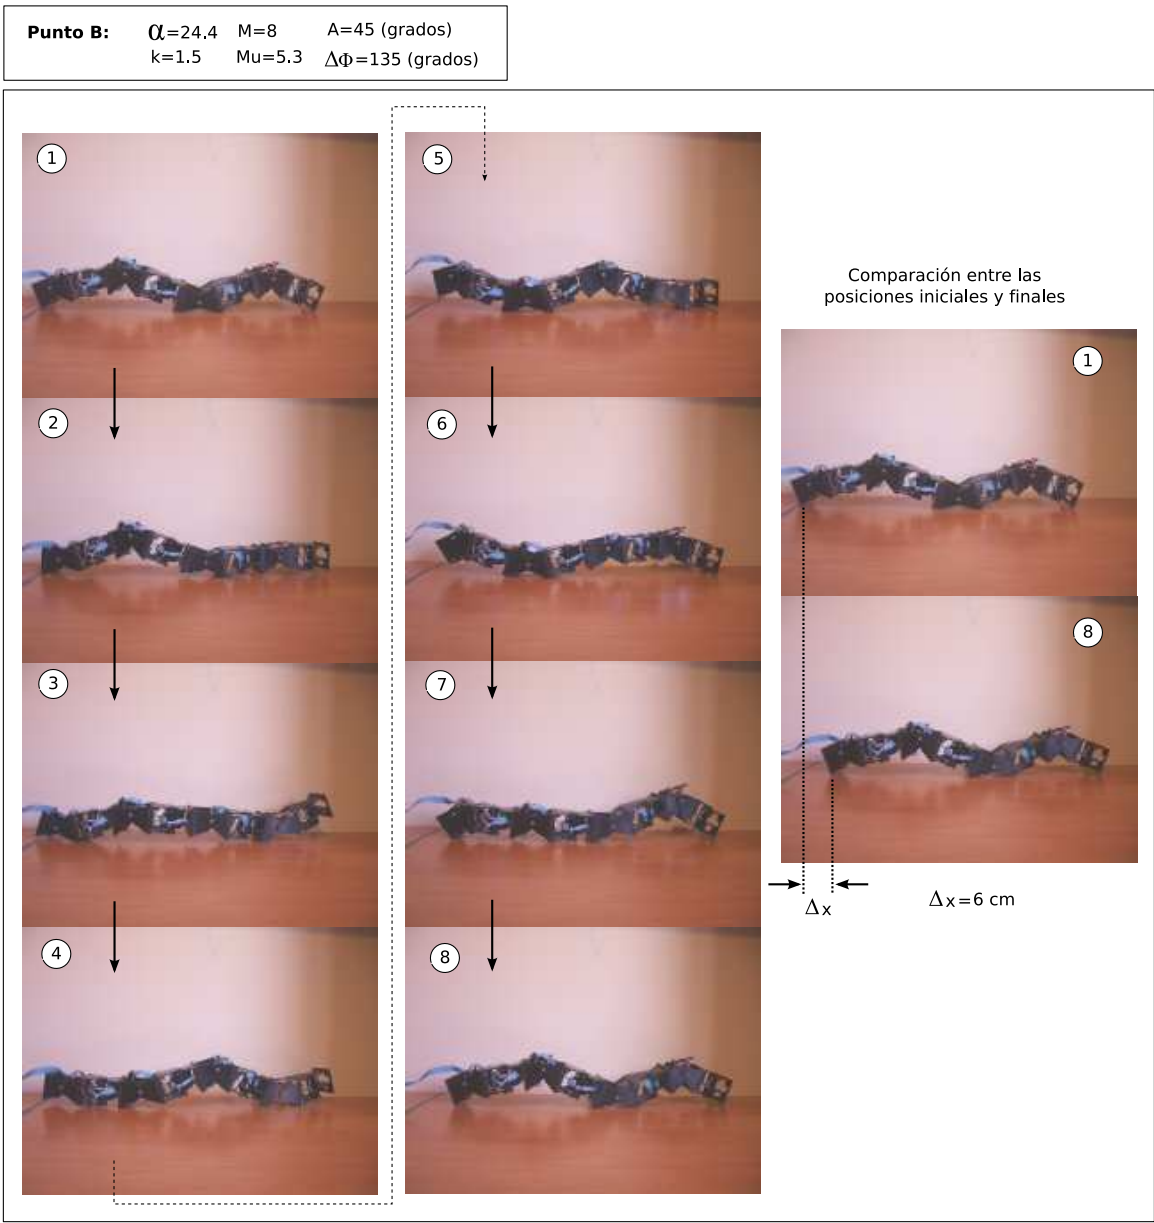 Punto B: α=24.4 M=8 A=45 (grados)
k=1.5 Mu=5.3 ΔΦ=135 (grados)
1
2
3
4
5
6
7
8
Comparación entre las
posiciones iniciales y finales
1
8
Δx
Δx=6 cm